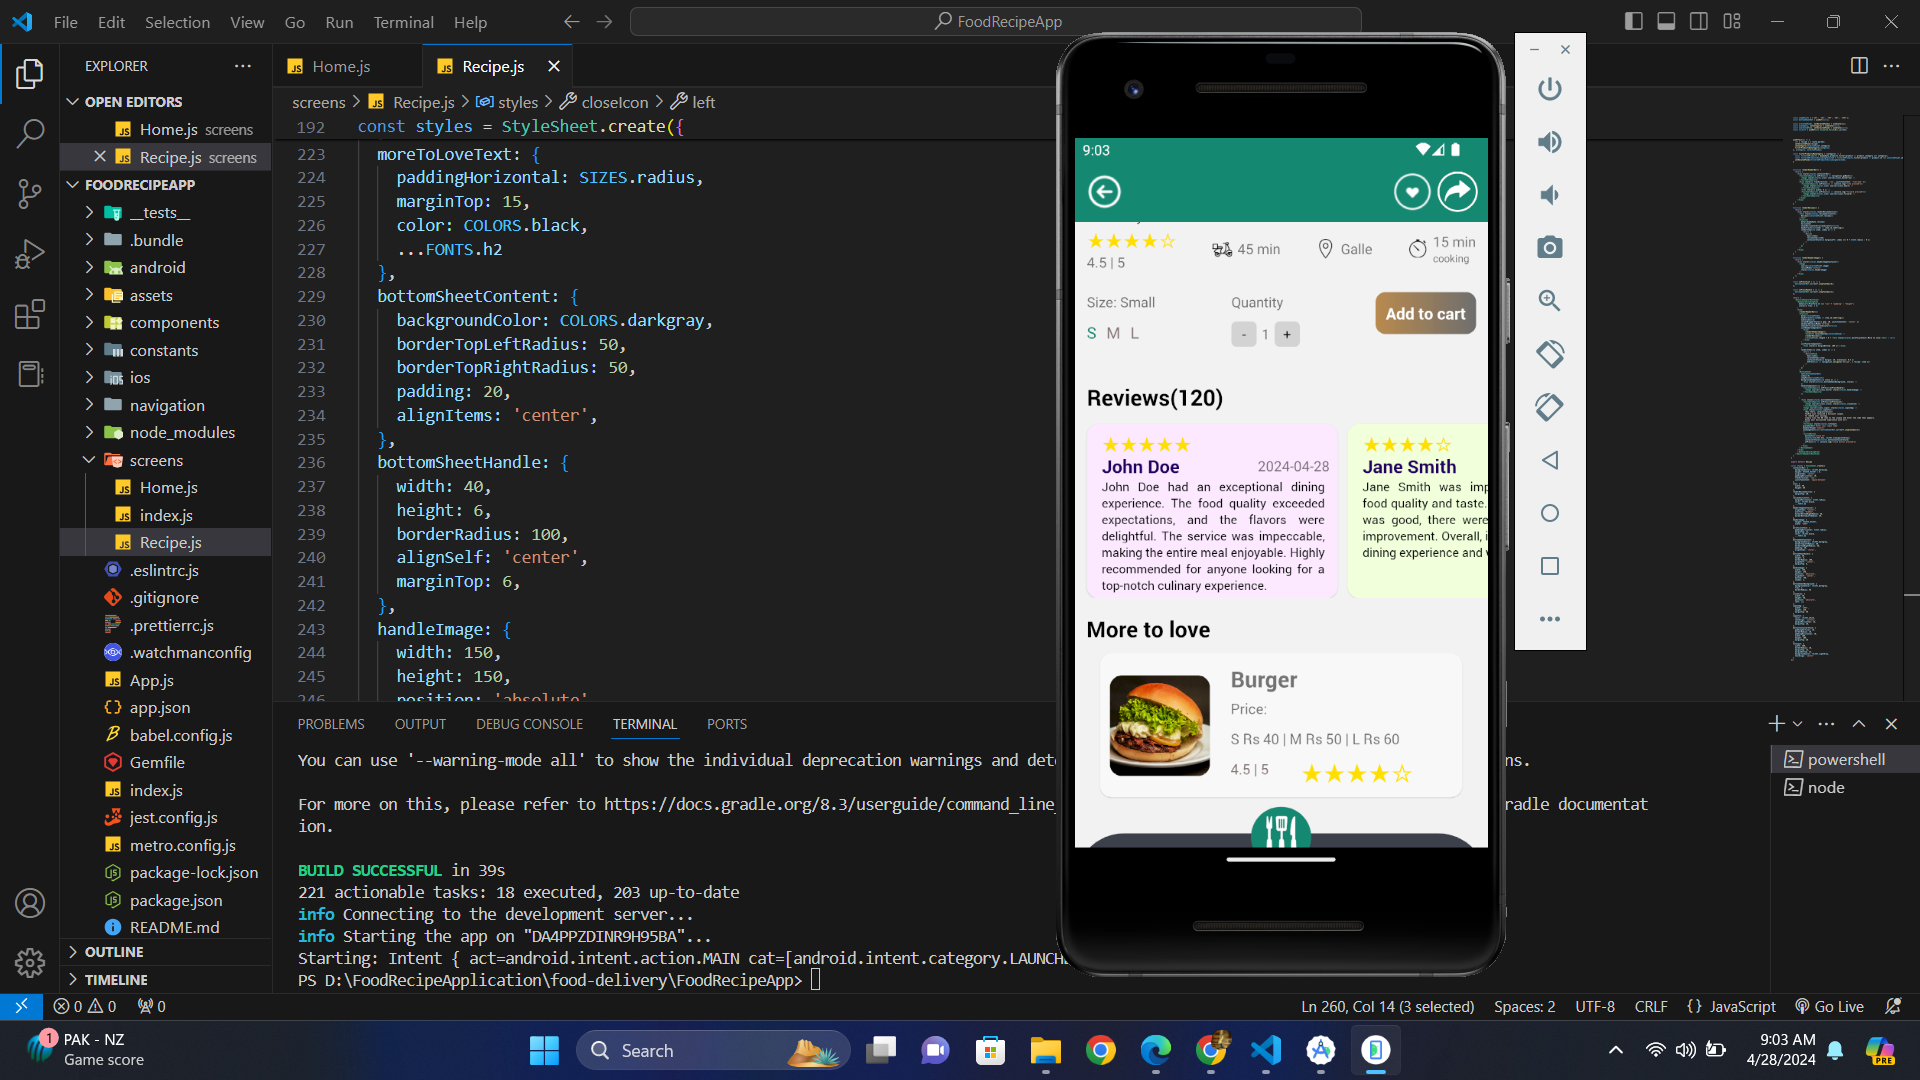 File Edit Selection View Go Run Terminal Help
FoodRecipeApp
EXPLORER
OPEN EDITORS
Home.js screens
Recipe.js screens
FOODRECIPEAPP
__tests__
.bundle
android
assets
components
constants
ios
navigation
node_modules
screens
Home.js
index.js
Recipe.js
.eslintrc.js
.gitignore
.prettierrc.js
.watchmanconfig
App.js
app.json
babel.config.js
Gemfile
index.js
jest.config.js
metro.config.js
package-lock.json
package.json
README.md
OUTLINE
TIMELINE
Home.js
Recipe.js
screens > Recipe.js > styles > closeIcon > left
192 const styles = StyleSheet.create({
223 moreToLoveText: {
224 paddingHorizontal: SIZES.radius,
225 marginTop: 15,
226 color: COLORS.black,
227 ...FONTS.h2
228 },
229 bottomSheetContent: {
230 backgroundColor: COLORS.darkgray,
231 borderTopLeftRadius: 50,
232 borderTopRightRadius: 50,
233 padding: 20,
234 alignItems: 'center',
235 },
236 bottomSheetHandle: {
237 width: 40,
238 height: 6,
239 borderRadius: 100,
240 alignSelf: 'center',
241 marginTop: 6,
242 },
243 handleImage: {
244 width: 150,
245 height: 150,
246 position: 'absolute'
PROBLEMS OUTPUT DEBUG CONSOLE TERMINAL PORTS
You can use '--warning-mode all' to show the individual deprecation warnings and det
ns.
For more on this, please refer to https://docs.gradle.org/8.3/userguide/command_line_
radle documentat
ion.
BUILD SUCCESSFUL in 39s
221 actionable tasks: 18 executed, 203 up-to-date
info Connecting to the development server...
info Starting the app on "DA4PPZDINR9H95BA"...
Starting: Intent { act=android.intent.action.MAIN cat=[android.intent.category.LAUNCH
PS D:\FoodRecipeApplication\food-delivery\FoodRecipeApp>
powershell
node
9:03
4.5 | 5
45 min
Galle
15 min
cooking
Size: Small
S M L
Quantity
- 1 +
Add to cart
Reviews(120)
John Doe 2024-04-28
John Doe had an exceptional dining
experience. The food quality exceeded
expectations, and the flavors were
delightful. The service was impeccable,
making the entire meal enjoyable. Highly
recommended for anyone looking for a
top-notch culinary experience.
Jane Smith
Jane Smith was imp
food quality and taste.
was good, there were
improvement. Overall, i
dining experience and
More to love
Burger
Price:
S Rs 40 | M Rs 50 | L Rs 60
4.5 | 5
0 0 0
Ln 260, Col 14 (3 selected) Spaces: 2 UTF-8 CRLF {} JavaScript Go Live
1
PAK - NZ
Game score
Search
PRE
9:03 AM
4/28/2024